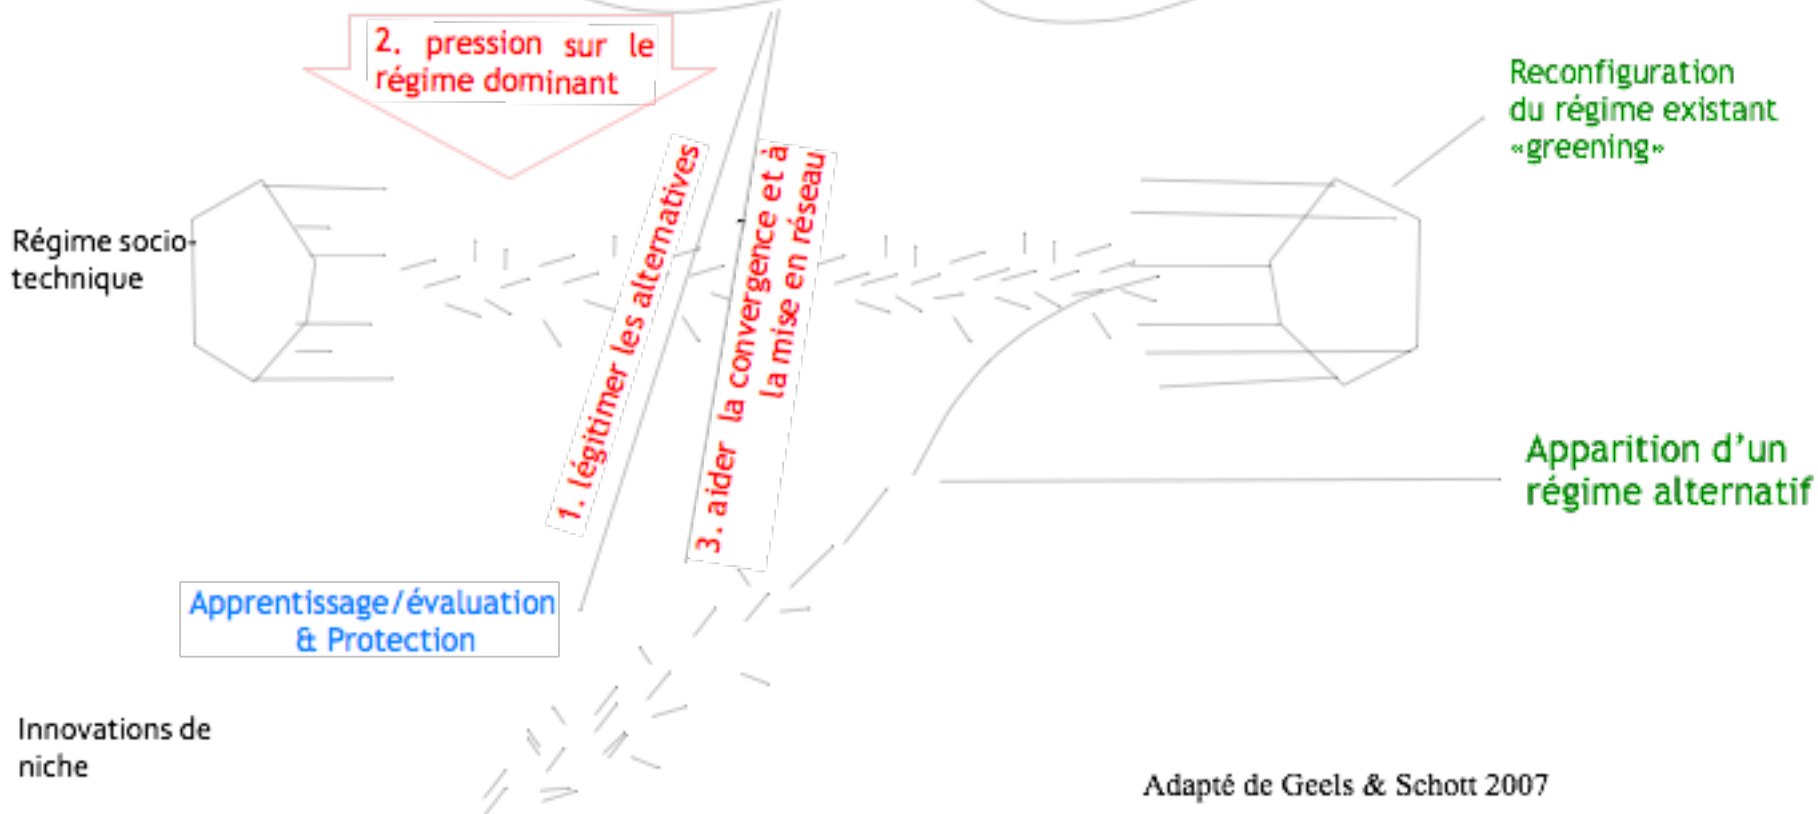 2. pression sur le
régime dominant
Reconfiguration
du régime existant
«greening»
Régime socio-
technique
1. légitimer les alternatives
3. aider la convergence et à
la mise en réseau
Apparition d'un
régime alternatif
Apprentissage/évaluation
& Protection
Innovations de
niche
Adapté de Geels & Schott 2007